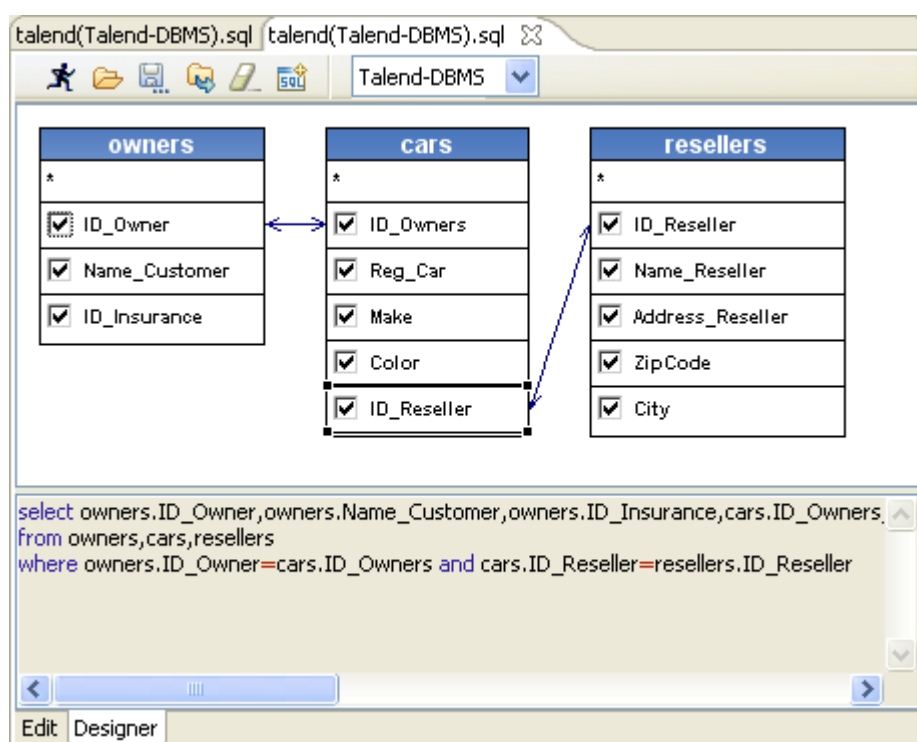 talend(Talend-DBMS).sql talend(Talend-DBMS).sql
SQL Talend-DBMS
owners cars resellers
* * *
ID_Owner ID_Owners ID_Reseller
Name_Customer Reg_Car Name_Reseller
ID_Insurance Make Address_Reseller
Color ZipCode
ID_Reseller City
select owners.ID_Owner,owners.Name_Customer,owners.ID_Insurance,cars.ID_Owners,
from owners,cars,resellers
where owners.ID_Owner=cars.ID_Owners and cars.ID_Reseller=resellers.ID_Reseller
Edit Designer